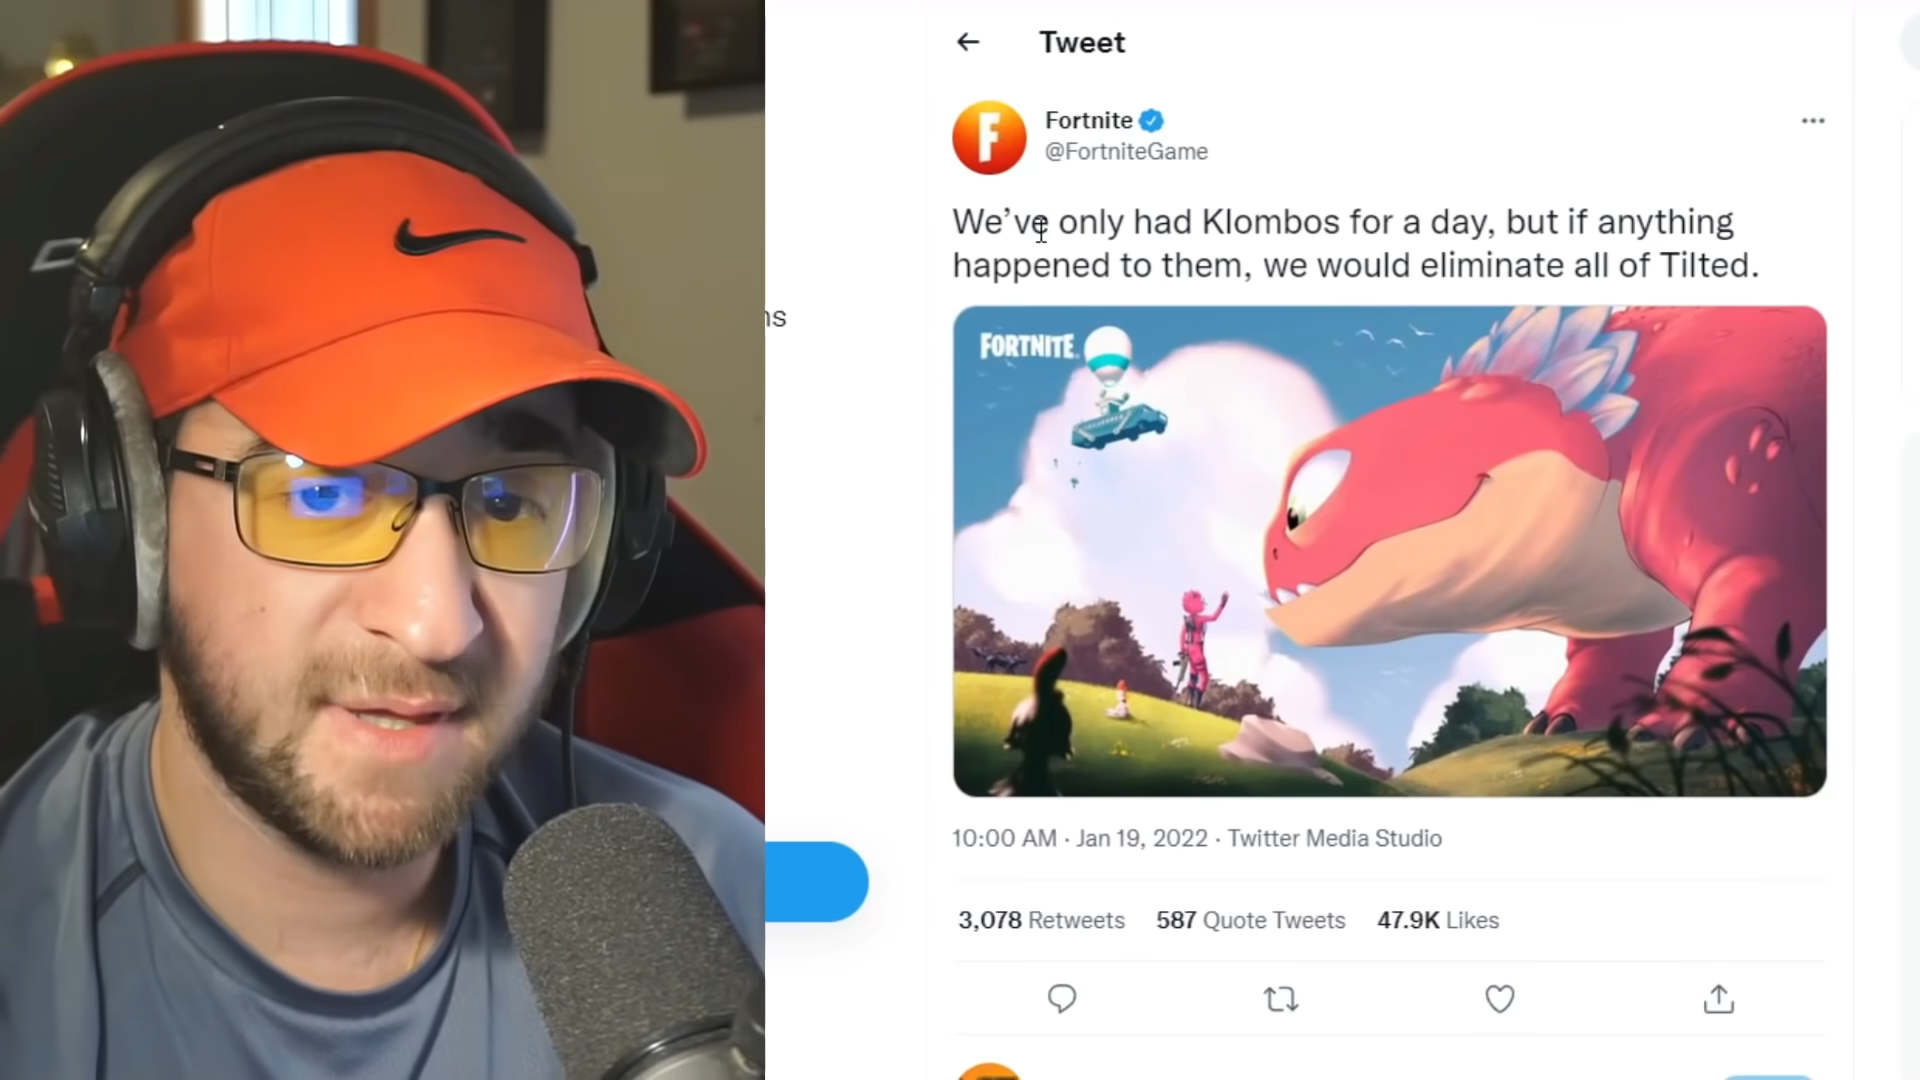 Tweet
Fortnite
@FortniteGame
We’ve only had Klombos for a day, but if anything
happened to them, we would eliminate all of Tilted.
FORTNITE
10:00 AM · Jan 19, 2022 · Twitter Media Studio
3,078 Retweets 587 Quote Tweets 47.9K Likes